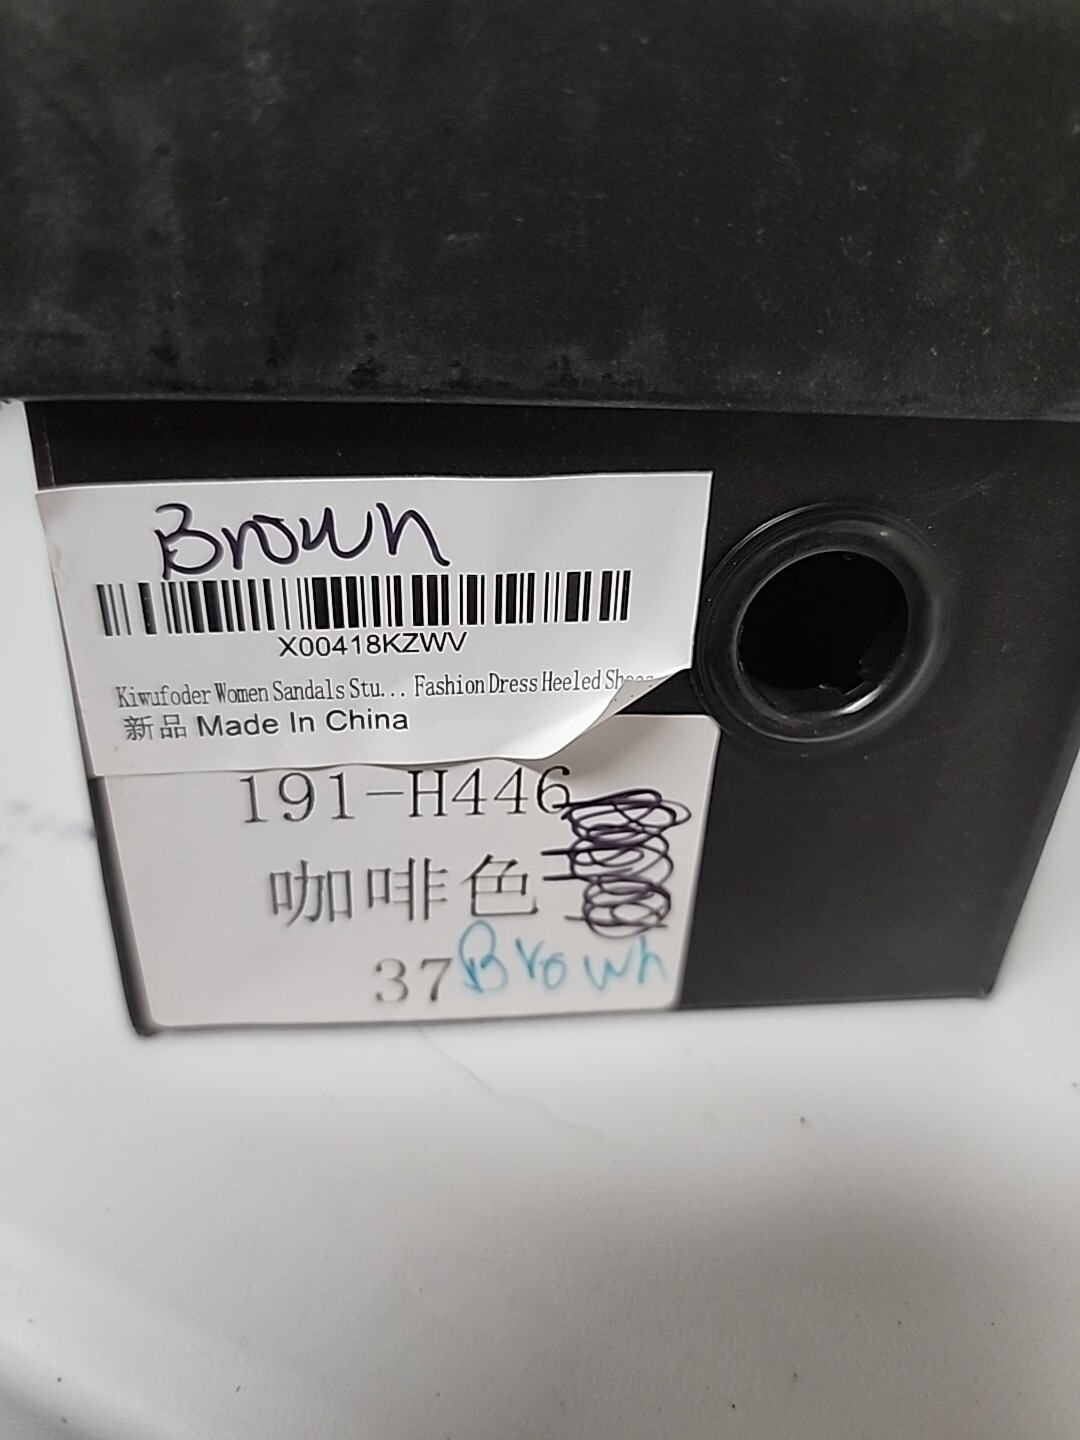 Brown
X00418KZWV
Kiwufoder Women Sandals Stu... Fashion Dress Heeled Shoes
新品 Made In China
191-H446
咖啡色
37 Brown